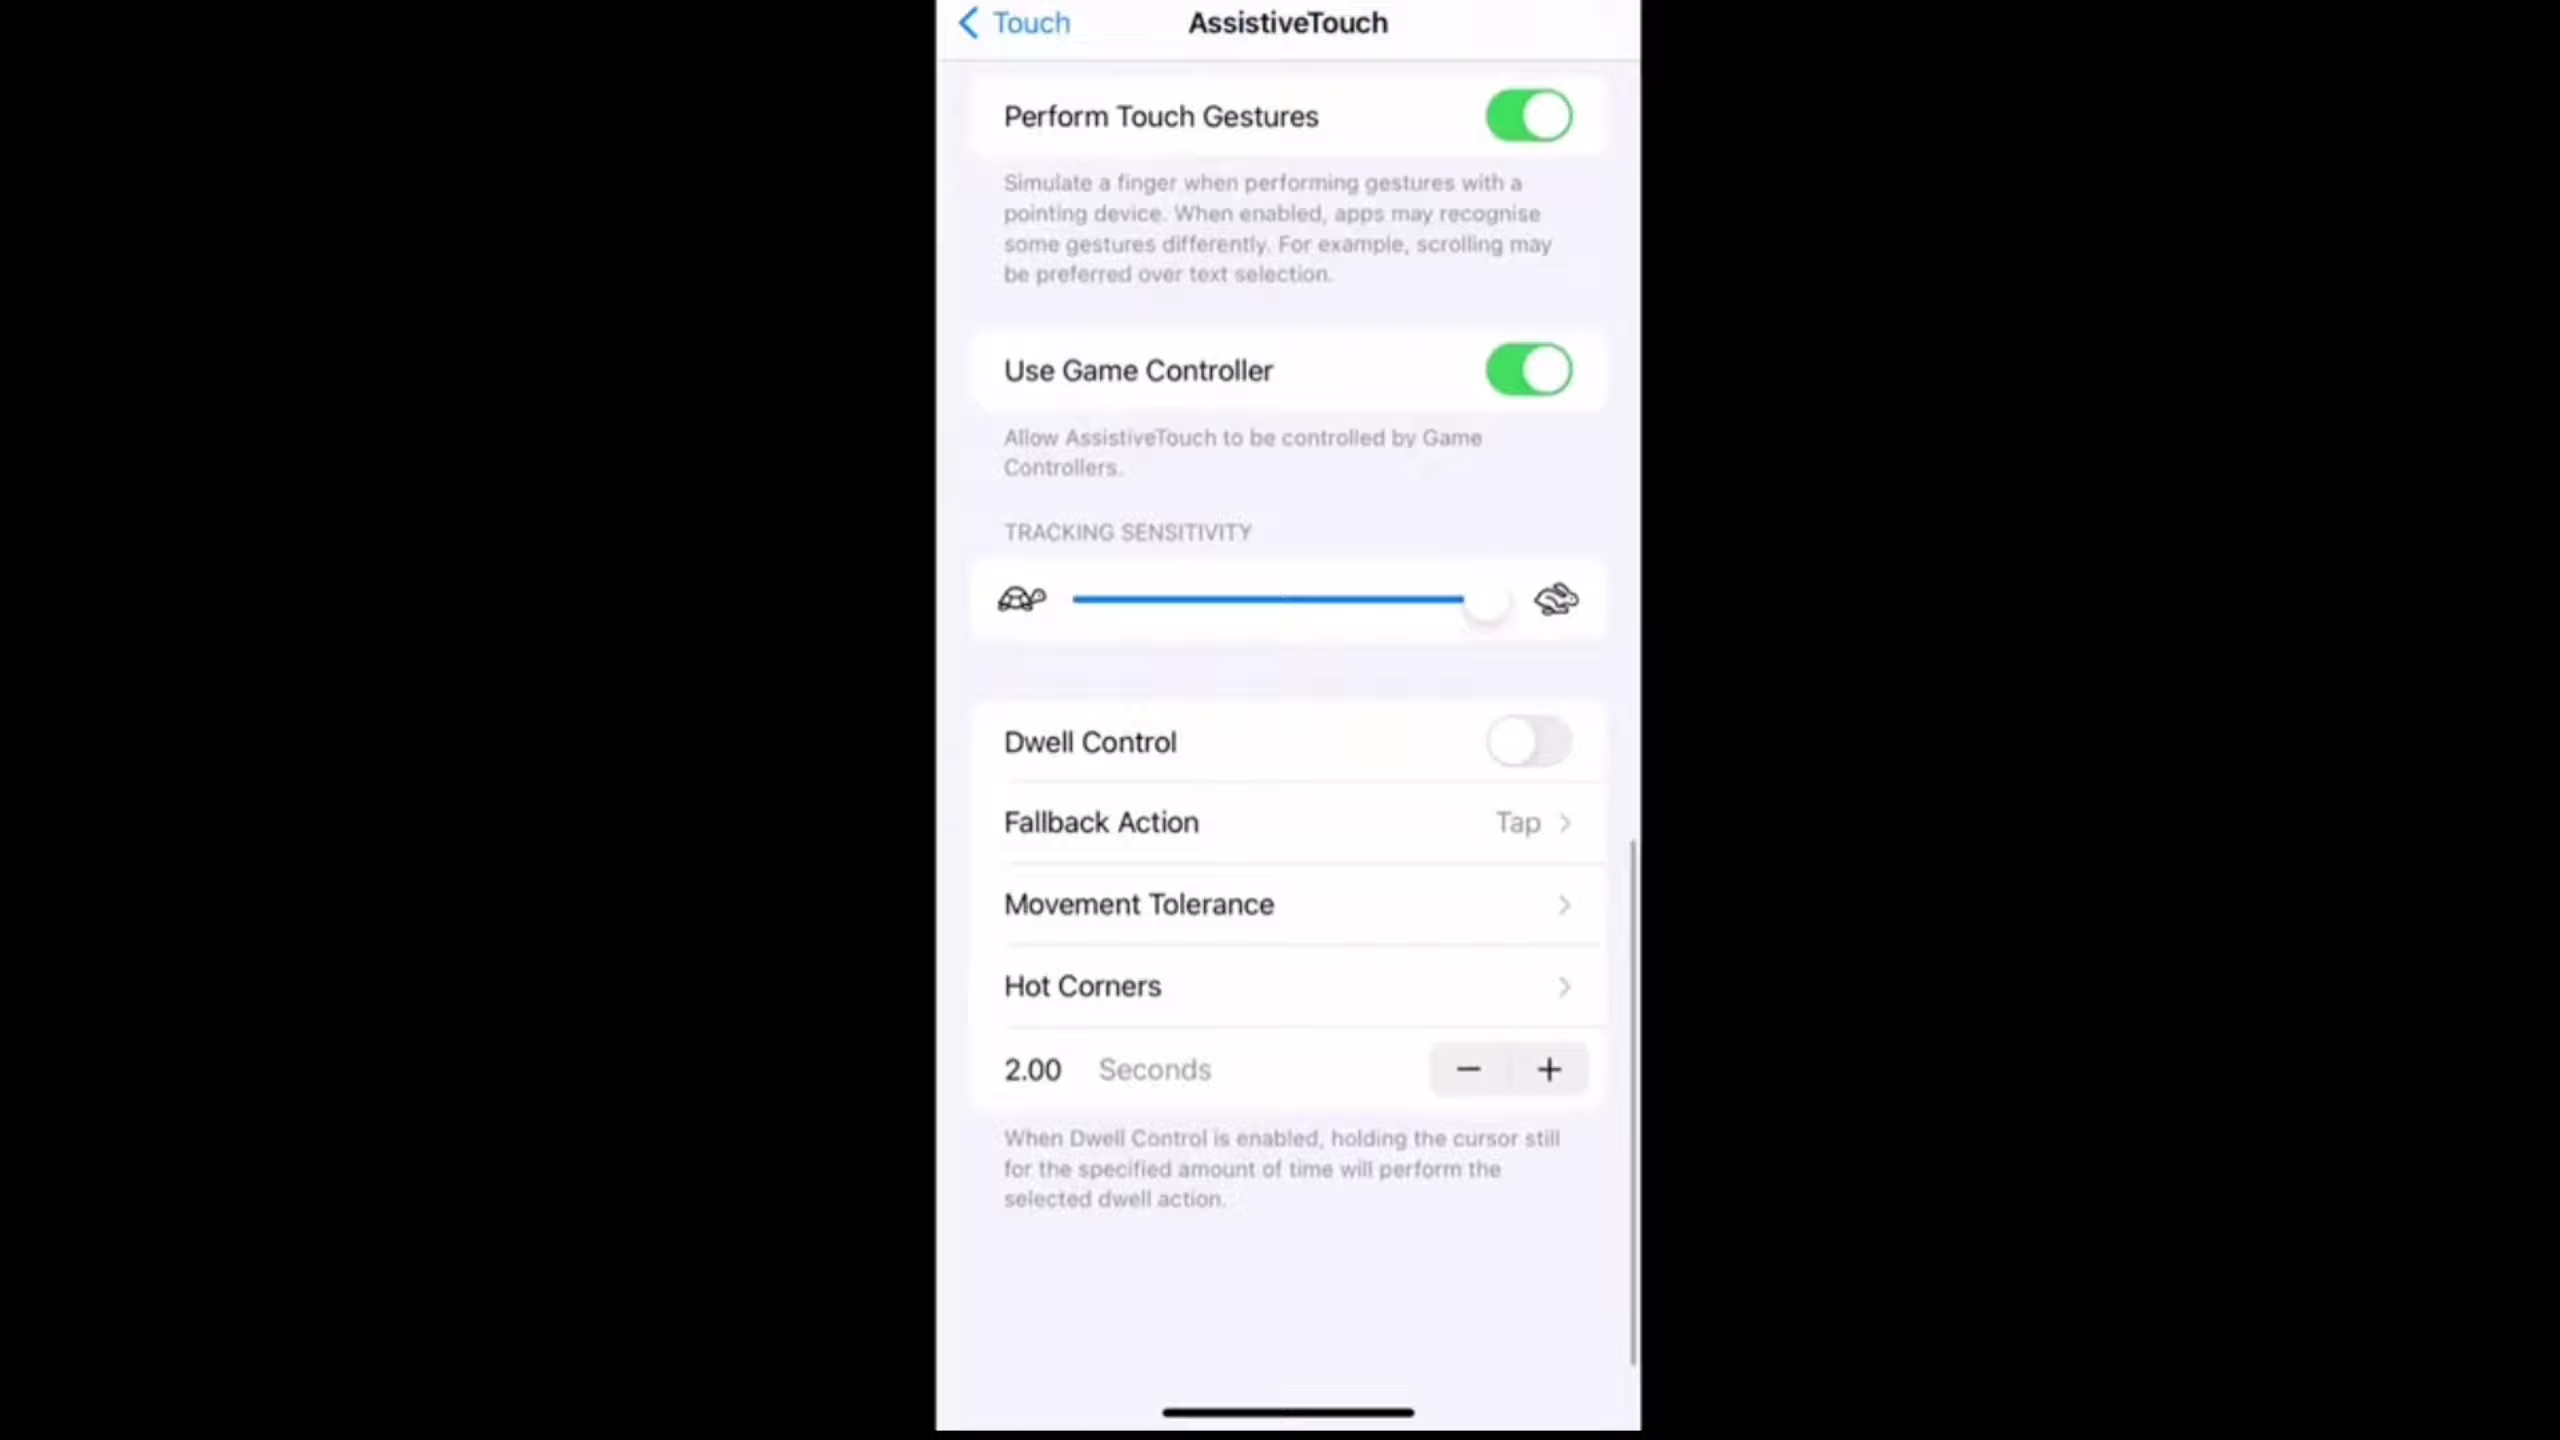 Touch
AssistiveTouch
Perform Touch Gestures
Simulate a finger when performing gestures with a
pointing device. When enabled, apps may recognise
some gestures differently. For example, scrolling may
be preferred over text selection.
Use Game Controller
Allow AssistiveTouch to be controlled by Game
Controllers.
TRACKING SENSITIVITY
Dwell Control
Fallback Action Tap
Movement Tolerance
Hot Corners
2.00 Seconds − +
When Dwell Control is enabled, holding the cursor still
for the specified amount of time will perform the
selected dwell action.